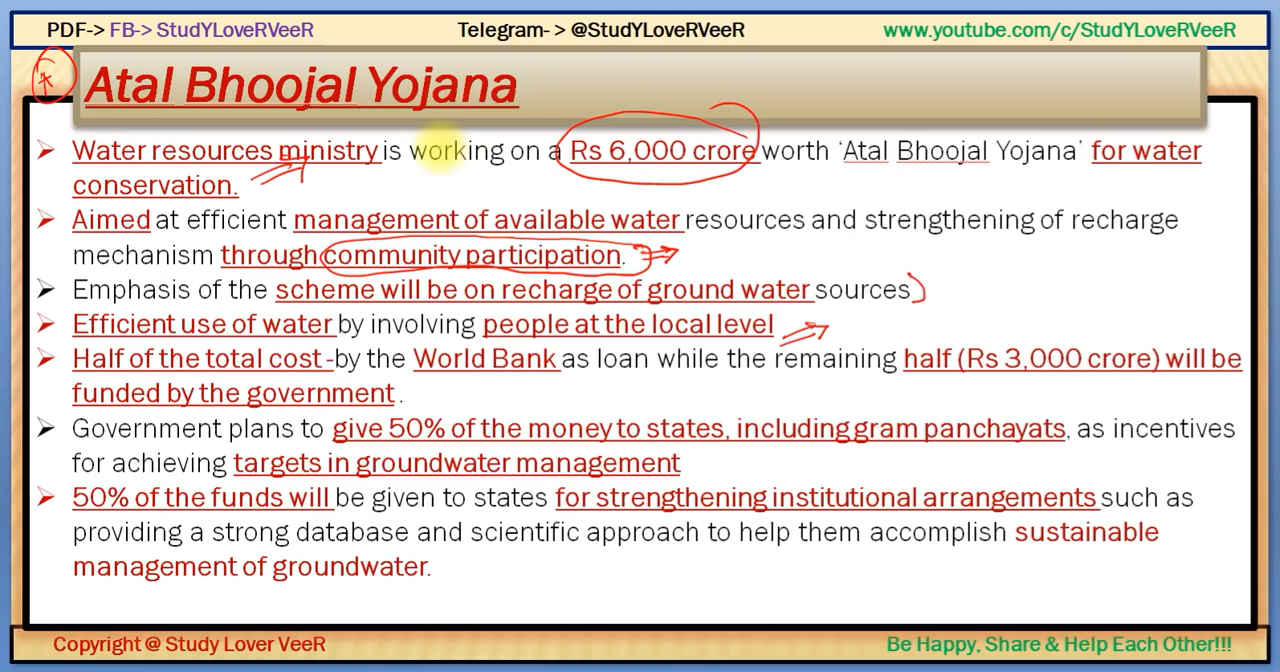 PDF-> FB-> StudYLoveRVeeR Telegram- > @StudYLoveRVeeR www.youtube.com/c/StudYLoveRVeeR
Atal Bhoojal Yojana
➤ Water resources ministry is working on a Rs 6,000 crore worth ‘Atal Bhoojal Yojana’ for water
conservation.
➤ Aimed at efficient management of available water resources and strengthening of recharge
mechanism through community participation.
➤ Emphasis of the scheme will be on recharge of ground water sources
➤ Efficient use of water by involving people at the local level
➤ Half of the total cost -by the World Bank as loan while the remaining half (Rs 3,000 crore) will be
funded by the government .
➤ Government plans to give 50% of the money to states, including gram panchayats, as incentives
for achieving targets in groundwater management
➤ 50% of the funds will be given to states for strengthening institutional arrangements such as
providing a strong database and scientific approach to help them accomplish sustainable
management of groundwater.
Copyright @ Study Lover VeeR Be Happy, Share & Help Each Other!!!